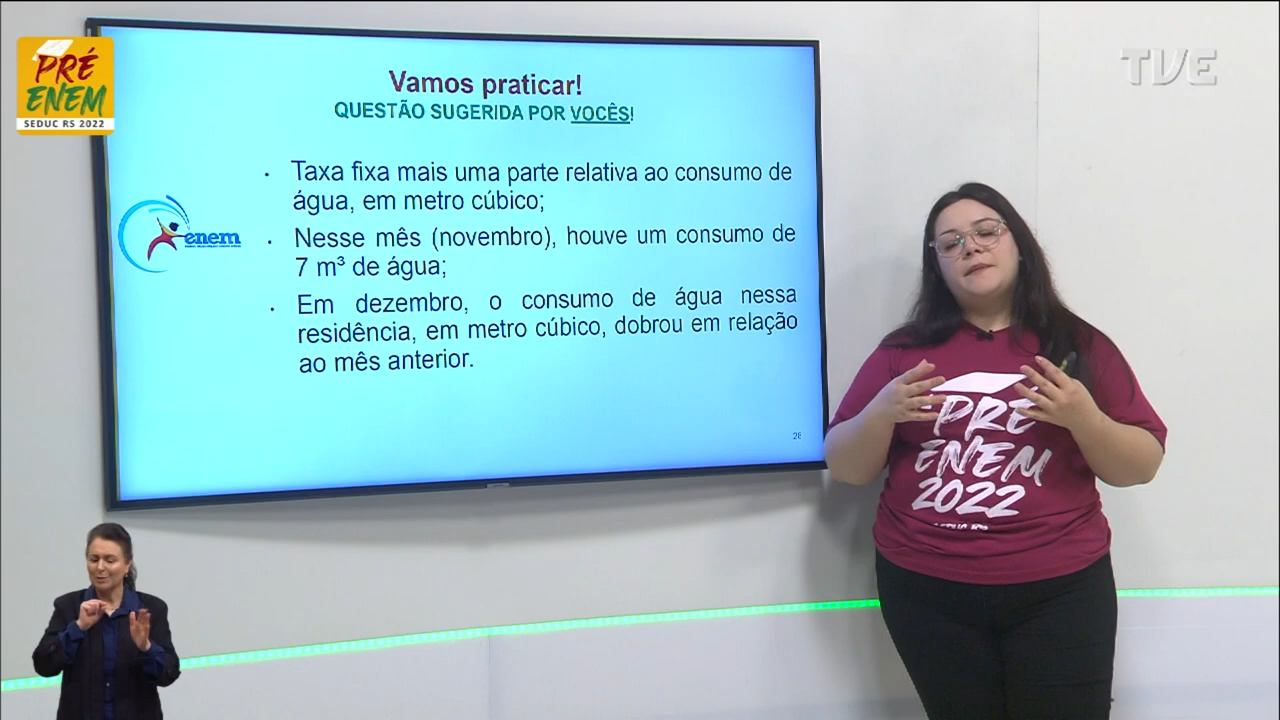 PRÉ
ENEM
SEDUC RS 2022
TVE
Vamos praticar!
QUESTÃO SUGERIDA POR VOCÊS!
• Taxa fixa mais uma parte relativa ao consumo de
água, em metro cúbico;
• Nesse mês (novembro), houve um consumo de
7 m³ de água;
• Em dezembro, o consumo de água nessa
residência, em metro cúbico, dobrou em relação
ao mês anterior.
enem
28
PRÉ
ENEM
2022